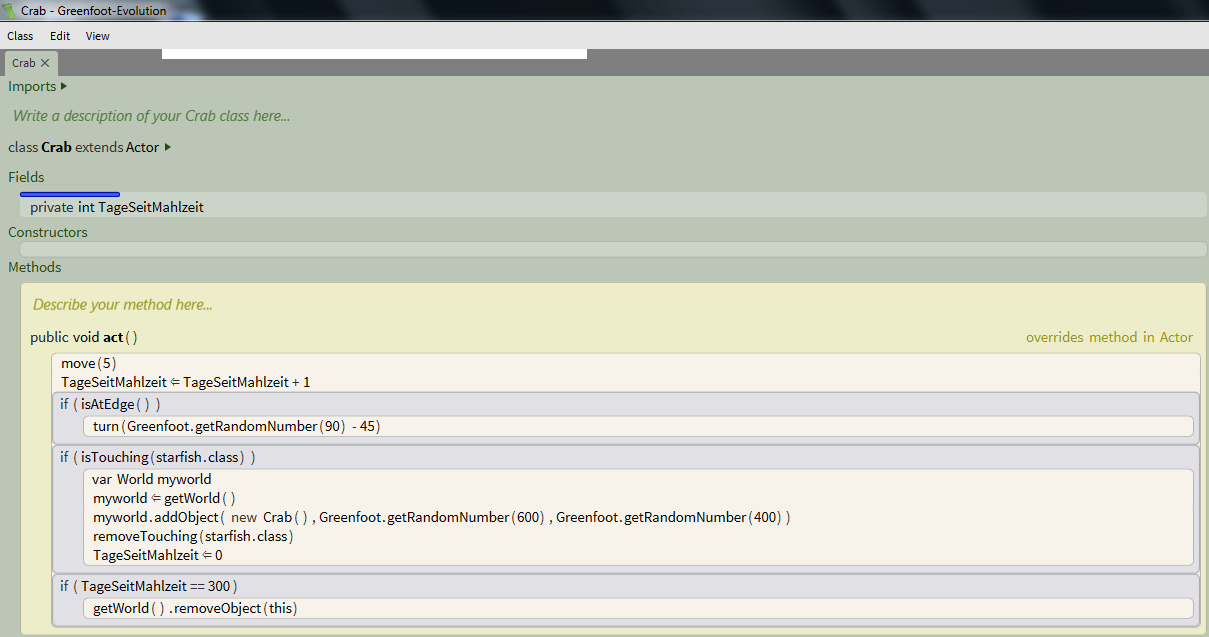 Crab - Greenfoot-Evolution
Class Edit View
Crab
Imports
Write a description of your Crab class here...
class Crab extends Actor
Fields
private int TageSeitMahlzeit
Constructors
Methods
Describe your method here...
public void act()
overrides method in Actor
move(5)
TageSeitMahlzeit ⇐ TageSeitMahlzeit + 1
if ( isAtEdge() )
turn(Greenfoot.getRandomNumber(90) - 45)
if ( isTouching(starfish.class) )
var World myworld
myworld ⇐ getWorld()
myworld.addObject( new Crab() , Greenfoot.getRandomNumber(600) , Greenfoot.getRandomNumber(400) )
removeTouching(starfish.class)
TageSeitMahlzeit ⇐ 0
if ( TageSeitMahlzeit == 300 )
getWorld() .removeObject(this)